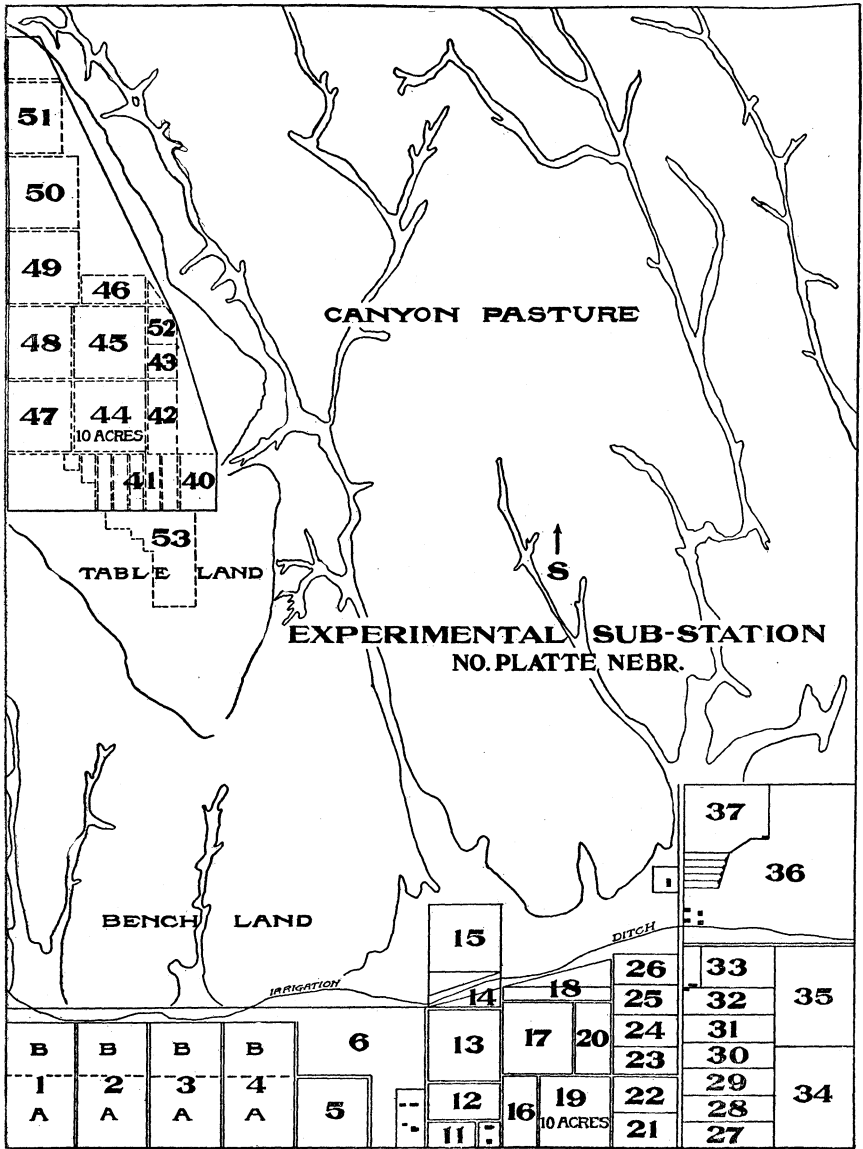 51
50
49
46
CANYON PASTURE
52
48 45
43
47 44 42
10 ACRES
41 40
53
S
TABLE LAND
EXPERIMENTAL SUB-STATION
NO. PLATTE NEBR.
37
36
BENCH LAND
15
DITCH
IRRIGATION
14
18
26
25
33
32
35
6
13
17
20
24
23
31
30
B B B B
1 2 3 4
A A A A
5
12
11
16
19
10 ACRES
22
21
29
28
27
34